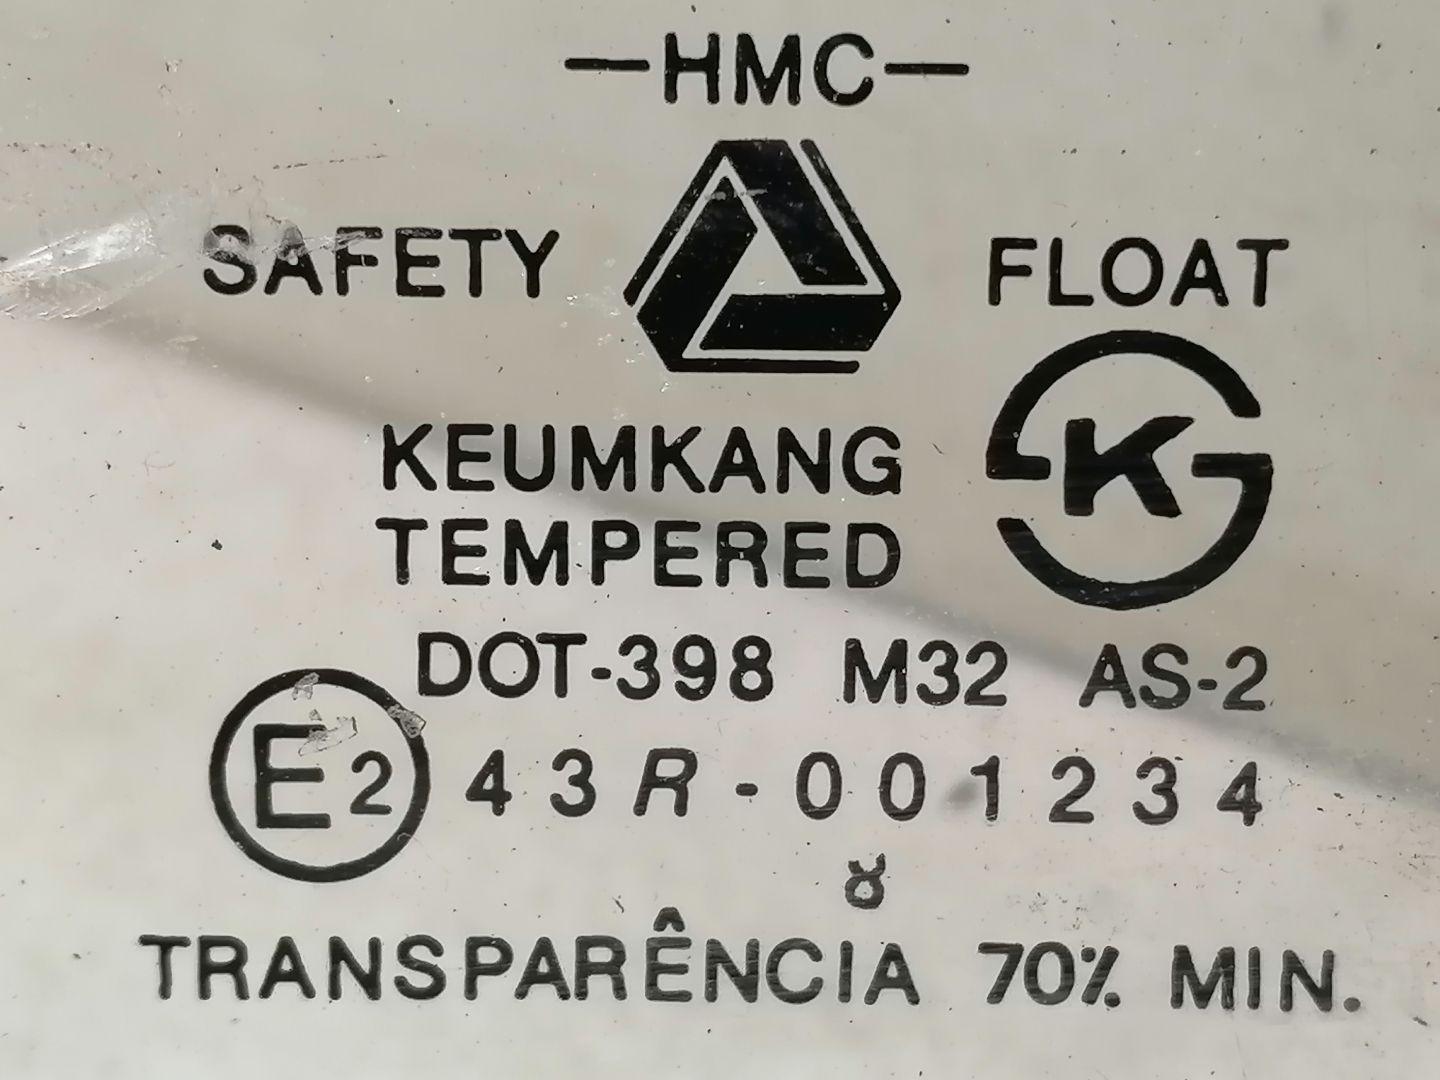 -HMC-
SAFETY FLOAT
K
KEUMKANG
TEMPERED
DOT-398 M32 AS-2
E2 43R-001234
TRANSPARÊNCIA 70% MIN.